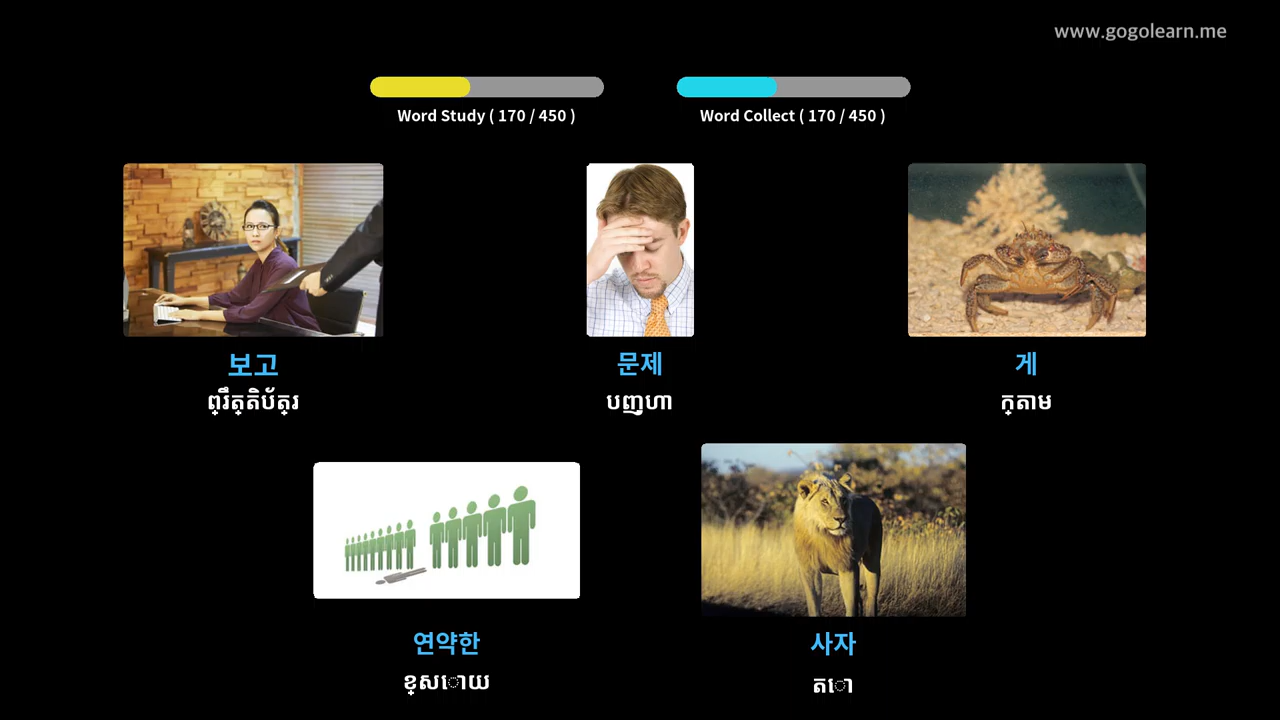 www.gogolearn.me
Word Study ( 170 / 450 )
Word Collect ( 170 / 450 )
보고
ព្រឹត្តិប័ត្រ
문제
បញ្ហា
게
ក្តាម
연약한
ខ្សោយ
사자
តោ